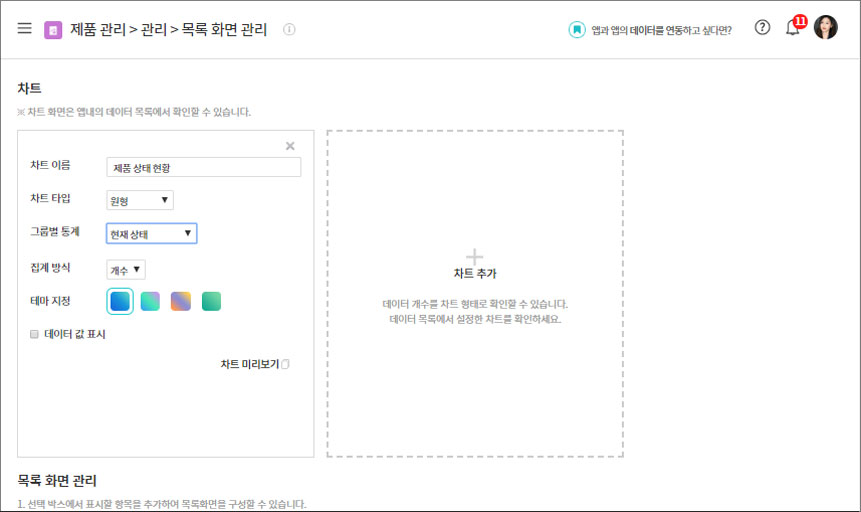 제품 관리 > 관리 > 목록 화면 관리
앱과 앱의 데이터를 연동하고 싶다면?
11
차트
※ 차트 화면은 앱내의 데이터 목록에서 확인할 수 있습니다.
차트 이름 제품 상태 현황
차트 타입 원형
그룹별 통계 현재 상태
집계 방식 개수
테마 지정
데이터 값 표시
차트 미리보기
차트 추가
데이터 개수를 차트 형태로 확인할 수 있습니다.
데이터 목록에서 설정한 차트를 확인하세요.
목록 화면 관리
1. 선택 박스에서 표시할 항목을 추가하여 목록화면을 구성할 수 있습니다.